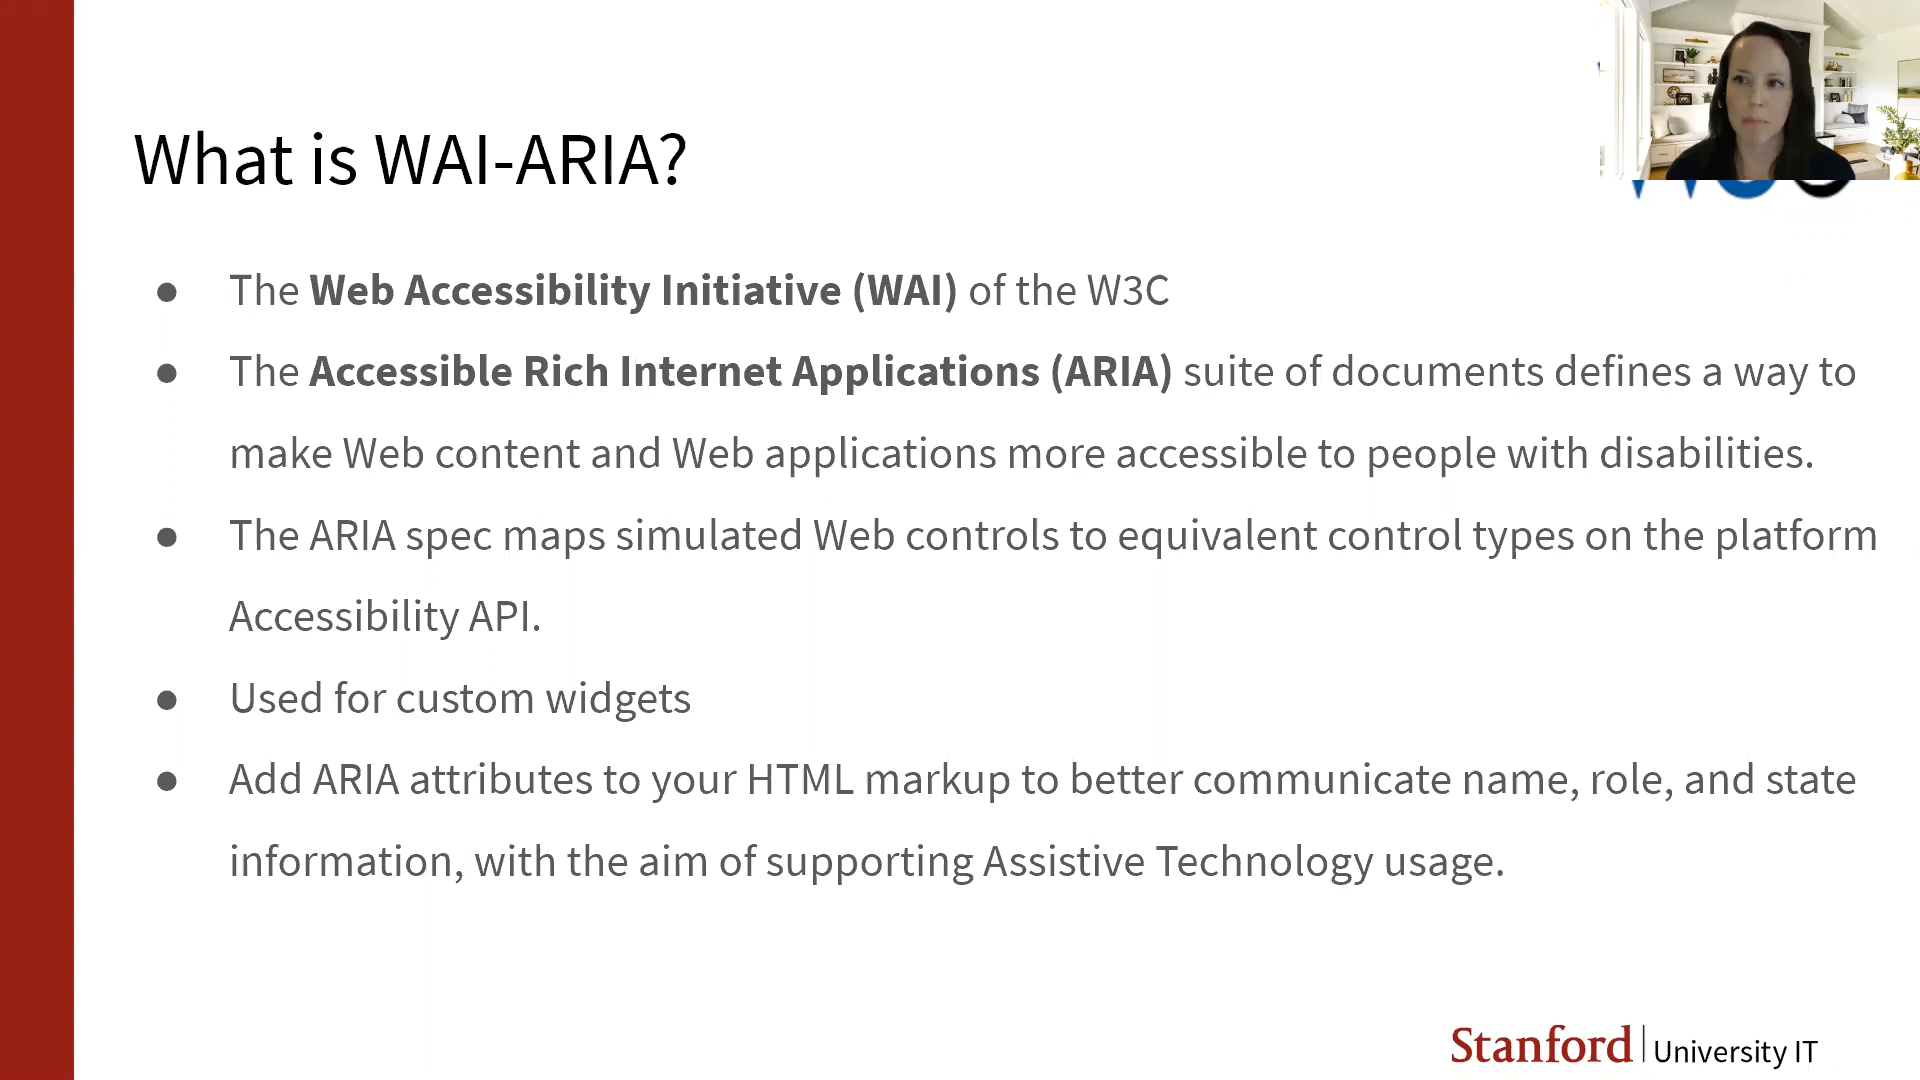 What is WAI-ARIA?
● The Web Accessibility Initiative (WAI) of the W3C
● The Accessible Rich Internet Applications (ARIA) suite of documents defines a way to
make Web content and Web applications more accessible to people with disabilities.
● The ARIA spec maps simulated Web controls to equivalent control types on the platform
Accessibility API.
● Used for custom widgets
● Add ARIA attributes to your HTML markup to better communicate name, role, and state
information, with the aim of supporting Assistive Technology usage.
Stanford | University IT